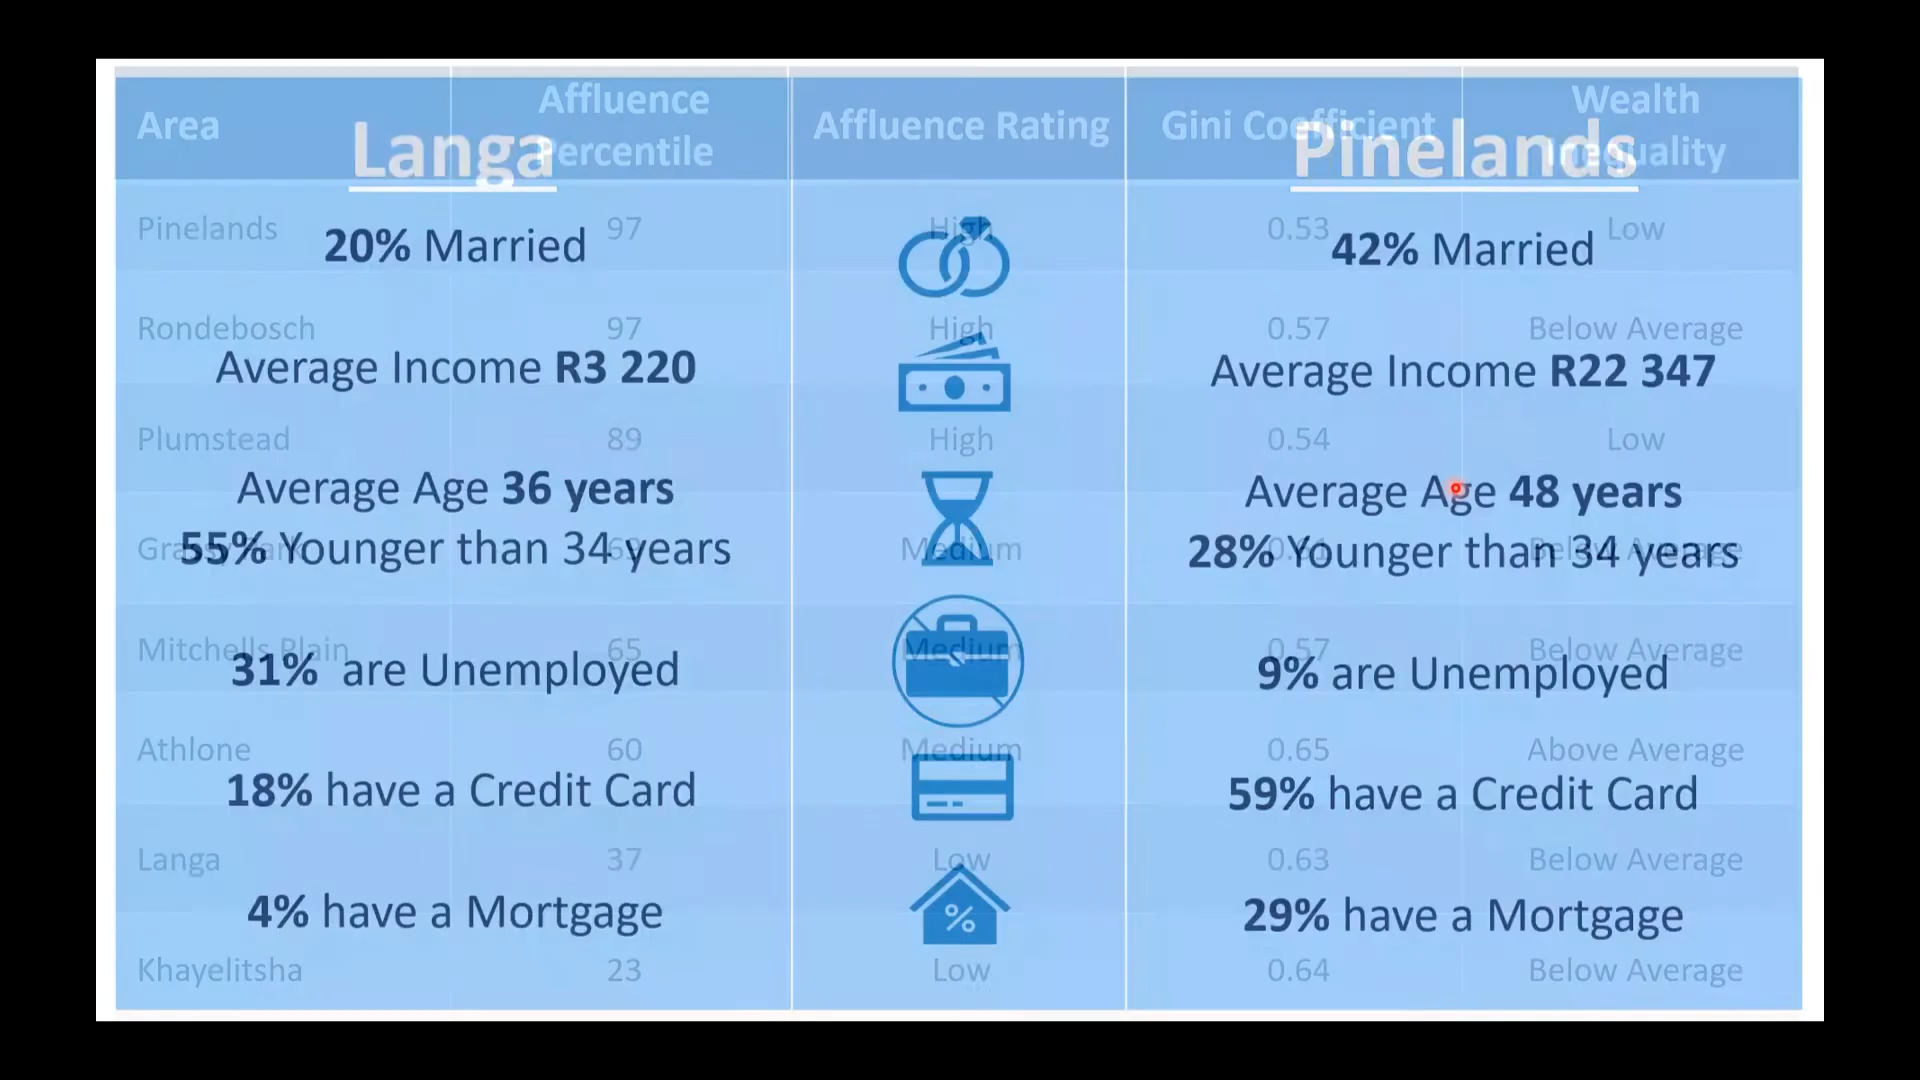 Langa
20% Married
Average Income R3 220
Average Age 36 years
55% Younger than 34 years
31% are Unemployed
18% have a Credit Card
4% have a Mortgage
%
Pinelands
42% Married
Average Income R22 347
Average Age 48 years
28% Younger than 34 years
9% are Unemployed
59% have a Credit Card
29% have a Mortgage
Area Affluence Percentile Affluence Rating Gini Coefficient Wealth Inequality
Pinelands 97 High 0.53 Low
Rondebosch 97 High 0.57 Below Average
Plumstead 89 High 0.54 Low
Medium Below Average
Mitchells Plain 65 Medium 0.57 Below Average
Athlone 60 Medium 0.65 Above Average
Langa 37 Low 0.63 Below Average
Khayelitsha 23 Low 0.64 Below Average